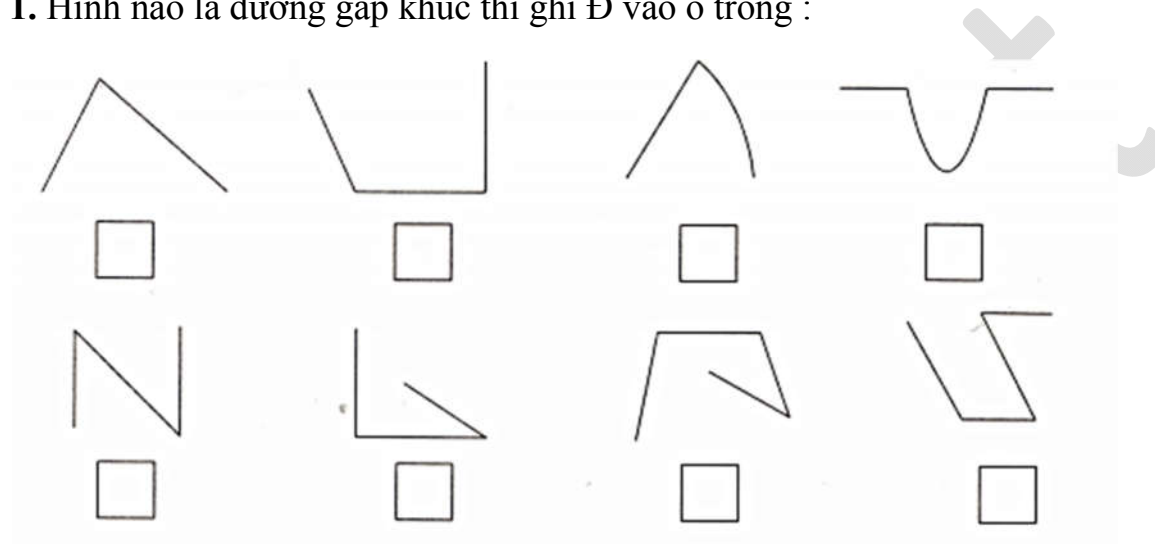 1. Hình nào là đường gấp khúc thì ghi Đ vào ô trống :